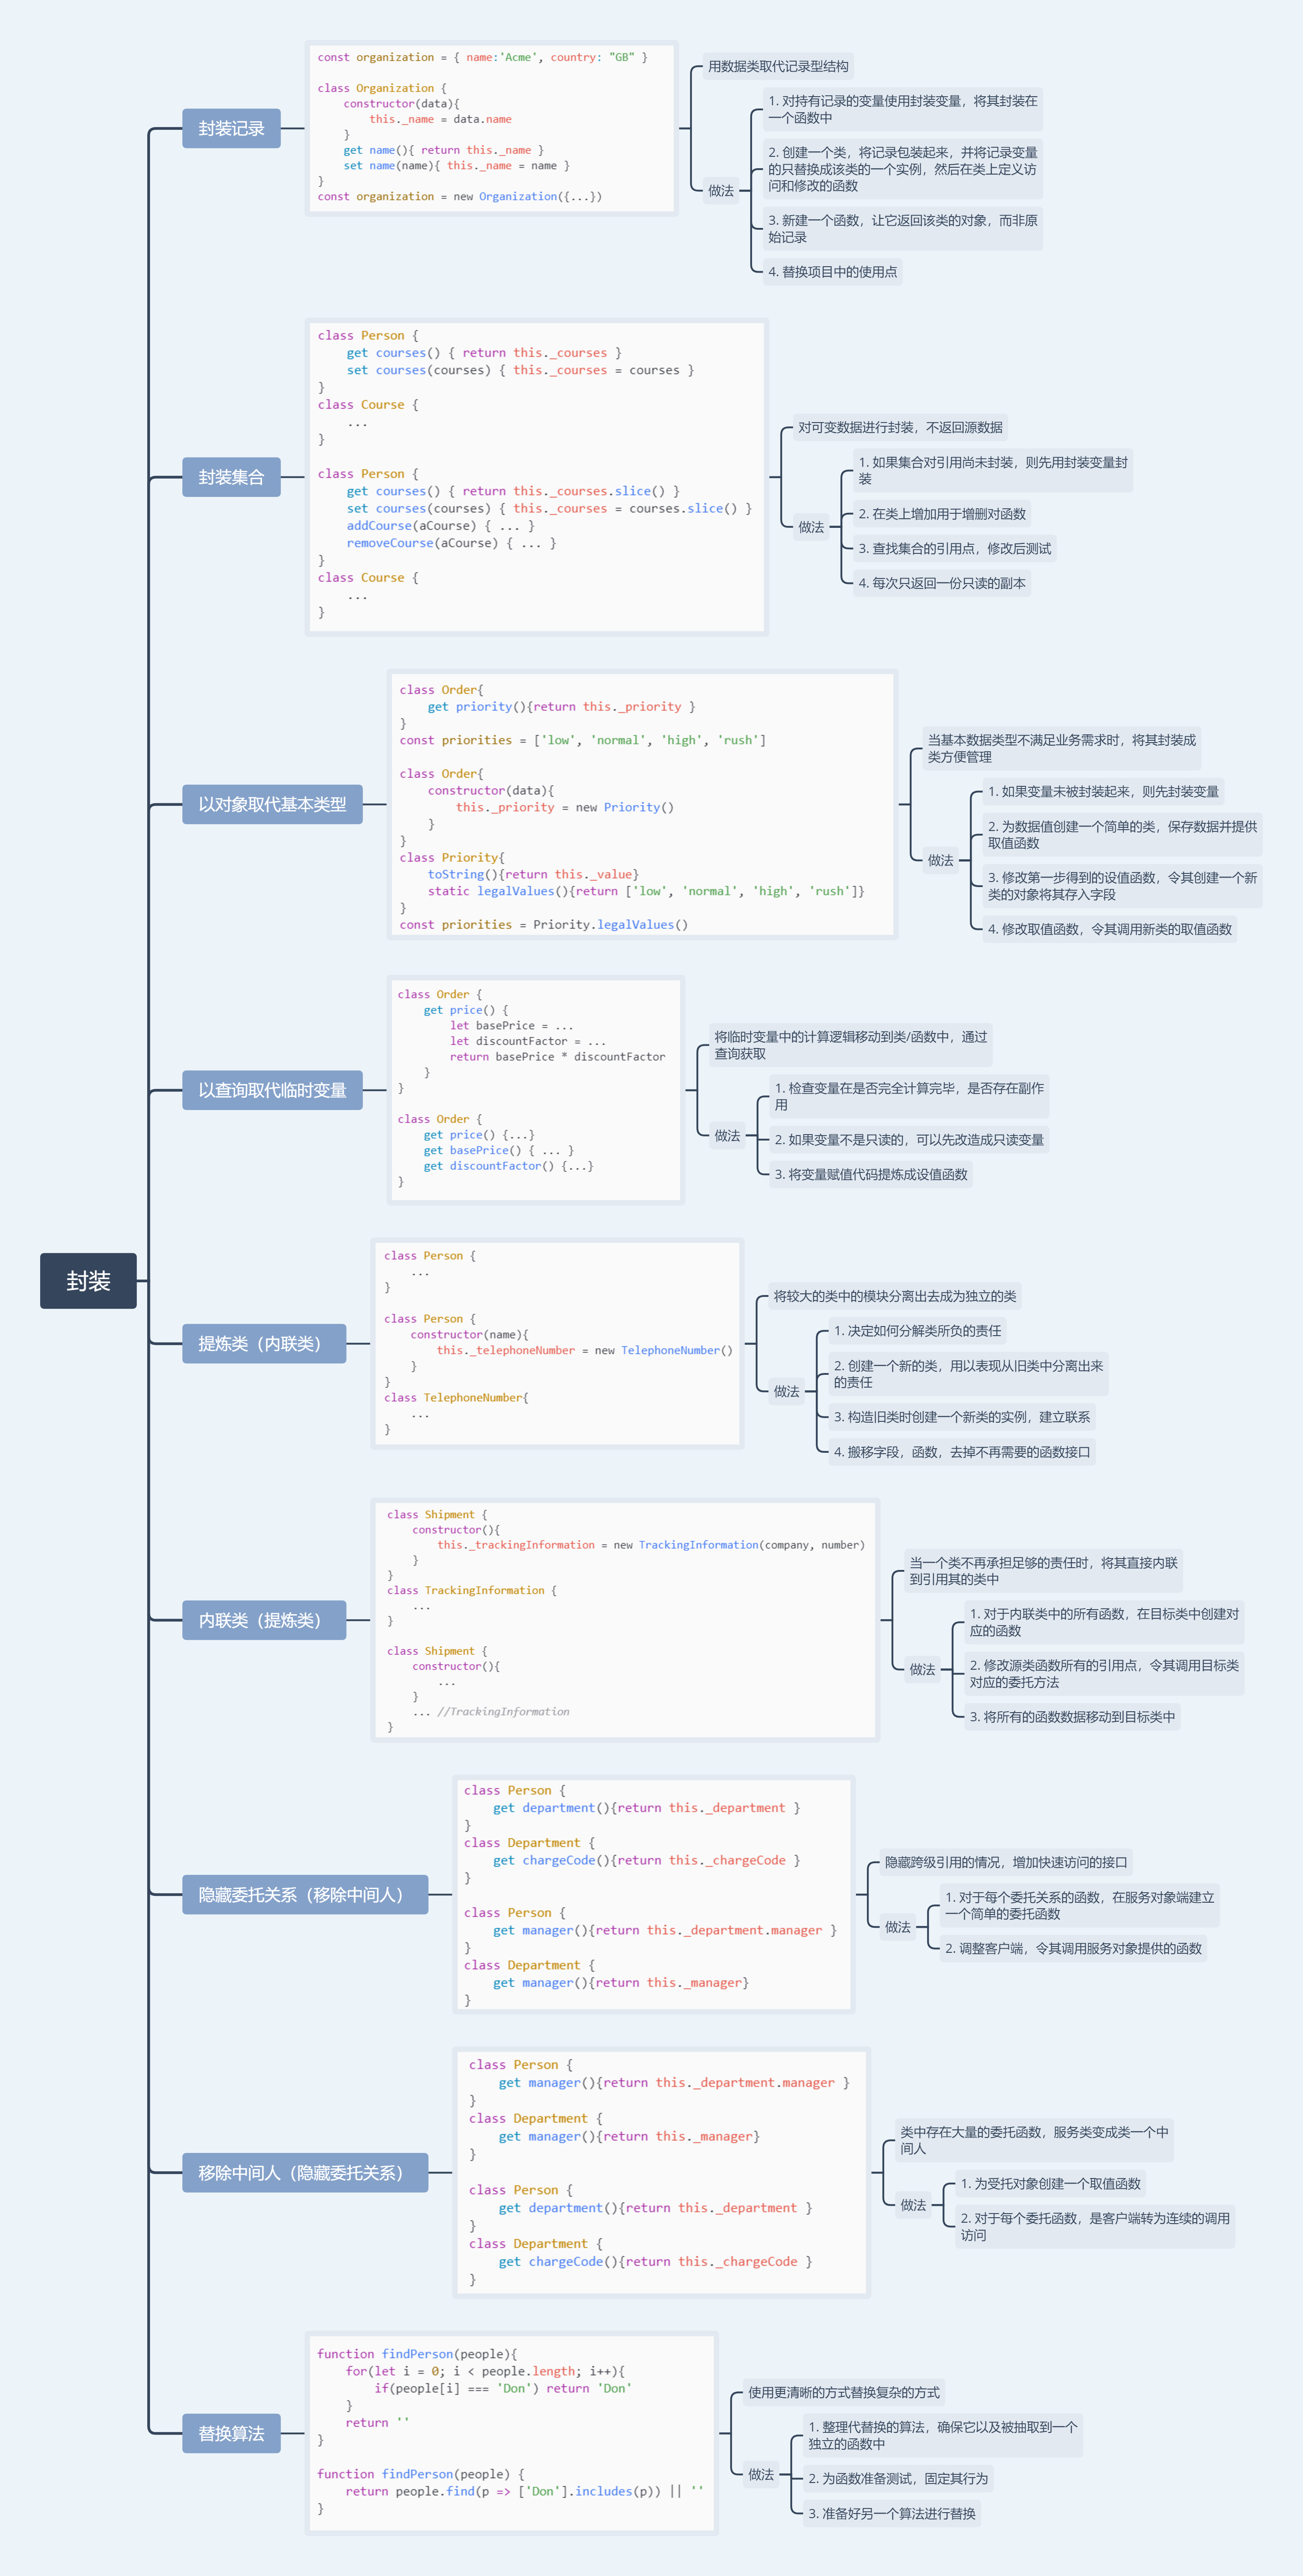 封装
封装记录
const organization = { name:'Acme', country: "GB" }
class Organization {
constructor(data){
this._name = data.name
}
get name(){ return this._name }
set name(name){ this._name = name }
}
const organization = new Organization({...})
用数据类取代记录型结构
做法
1. 对持有记录的变量使用封装变量，将其封装在
一个函数中
2. 创建一个类，将记录包装起来，并将记录变量
的只替换成该类的一个实例，然后在类上定义访
问和修改的函数
3. 新建一个函数，让它返回该类的对象，而非原
始记录
4. 替换项目中的使用点
封装集合
class Person {
get courses() { return this._courses }
set courses(courses) { this._courses = courses }
}
class Course {
...
}
class Person {
get courses() { return this._courses.slice() }
set courses(courses) { this._courses = courses.slice() }
addCourse(aCourse) { ... }
removeCourse(aCourse) { ... }
}
class Course {
...
}
对可变数据进行封装，不返回源数据
做法
1. 如果集合对引用尚未封装，则先用封装变量封
装
2. 在类上增加用于增删对函数
3. 查找集合的引用点，修改后测试
4. 每次只返回一份只读的副本
以对象取代基本类型
class Order{
get priority(){return this._priority }
}
const priorities = ['low', 'normal', 'high', 'rush']
class Order{
constructor(data){
this._priority = new Priority()
}
}
class Priority{
toString(){return this._value}
static legalValues(){return ['low', 'normal', 'high', 'rush']}
}
const priorities = Priority.legalValues()
当基本数据类型不满足业务需求时，将其封装成
类方便管理
做法
1. 如果变量未被封装起来，则先封装变量
2. 为数据值创建一个简单的类，保存数据并提供
取值函数
3. 修改第一步得到的设值函数，令其创建一个新
类的对象将其存入字段
4. 修改取值函数，令其调用新类的取值函数
以查询取代临时变量
class Order {
get price() {
let basePrice = ...
let discountFactor = ...
return basePrice * discountFactor
}
}
class Order {
get price() {...}
get basePrice() { ... }
get discountFactor() {...}
}
将临时变量中的计算逻辑移动到类/函数中，通过
查询获取
做法
1. 检查变量在是否完全计算完毕，是否存在副作
用
2. 如果变量不是只读的，可以先改造成只读变量
3. 将变量赋值代码提炼成设值函数
提炼类（内联类）
class Person {
...
}
class Person {
constructor(name){
this._telephoneNumber = new TelephoneNumber()
}
}
class TelephoneNumber{
...
}
将较大的类中的模块分离出去成为独立的类
做法
1. 决定如何分解类所负的责任
2. 创建一个新的类，用以表现从旧类中分离出来
的责任
3. 构造旧类时创建一个新类的实例，建立联系
4. 搬移字段，函数，去掉不再需要的函数接口
内联类（提炼类）
class Shipment {
constructor(){
this._trackingInformation = new TrackingInformation(company, number)
}
}
class TrackingInformation {
...
}
class Shipment {
constructor(){
...
}
... //TrackingInformation
}
当一个类不再承担足够的责任时，将其直接内联
到引用其的类中
做法
1. 对于内联类中的所有函数，在目标类中创建对
应的函数
2. 修改源类函数所有的引用点，令其调用目标类
对应的委托方法
3. 将所有的函数数据移动到目标类中
隐藏委托关系（移除中间人）
class Person {
get department(){return this._department }
}
class Department {
get chargeCode(){return this._chargeCode }
}
class Person {
get manager(){return this._department.manager }
}
class Department {
get manager(){return this._manager}
}
隐藏跨级引用的情况，增加快速访问的接口
做法
1. 对于每个委托关系的函数，在服务对象端建立
一个简单的委托函数
2. 调整客户端，令其调用服务对象提供的函数
移除中间人（隐藏委托关系）
class Person {
get manager(){return this._department.manager }
}
class Department {
get manager(){return this._manager}
}
class Person {
get department(){return this._department }
}
class Department {
get chargeCode(){return this._chargeCode }
}
类中存在大量的委托函数，服务类变成类一个中
间人
做法
1. 为受托对象创建一个取值函数
2. 对于每个委托函数，是客户端转为连续的调用
访问
替换算法
function findPerson(people){
for(let i = 0; i < people.length; i++){
if(people[i] === 'Don') return 'Don'
}
return ''
}
function findPerson(people) {
return people.find(p => ['Don'].includes(p)) || ''
}
使用更清晰的方式替换复杂的方式
做法
1. 整理代替换的算法，确保它以及被抽取到一个
独立的函数中
2. 为函数准备测试，固定其行为
3. 准备好另一个算法进行替换